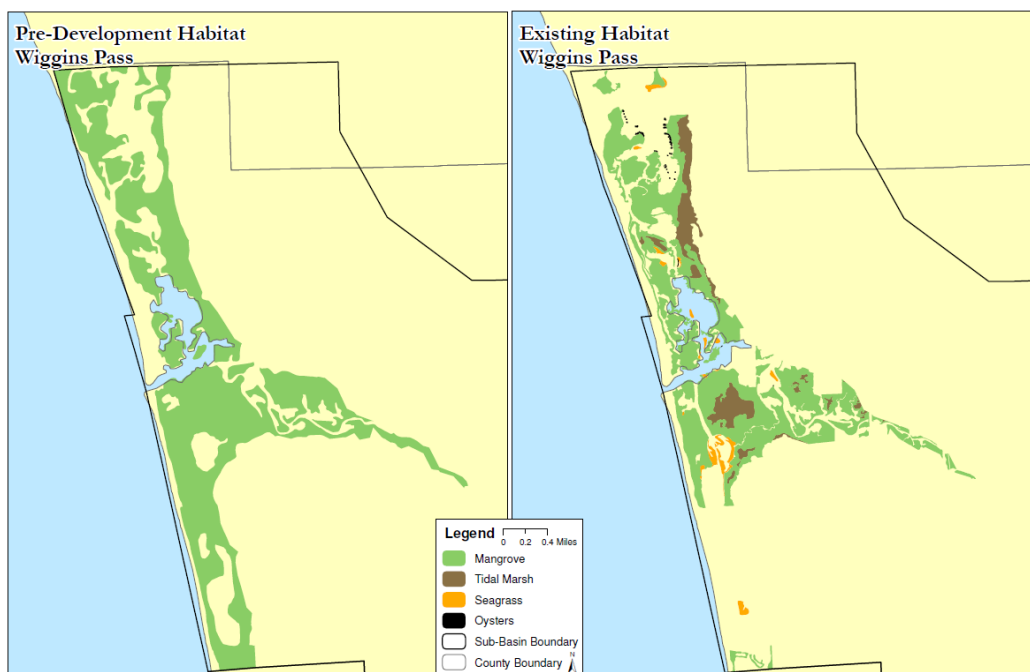 Pre-Development Habitat
Wiggins Pass
Existing Habitat
Wiggins Pass
Legend
0 0.2 0.4 Miles
Mangrove
Tidal Marsh
Seagrass
Oysters
Sub-Basin Boundary
County Boundary
N